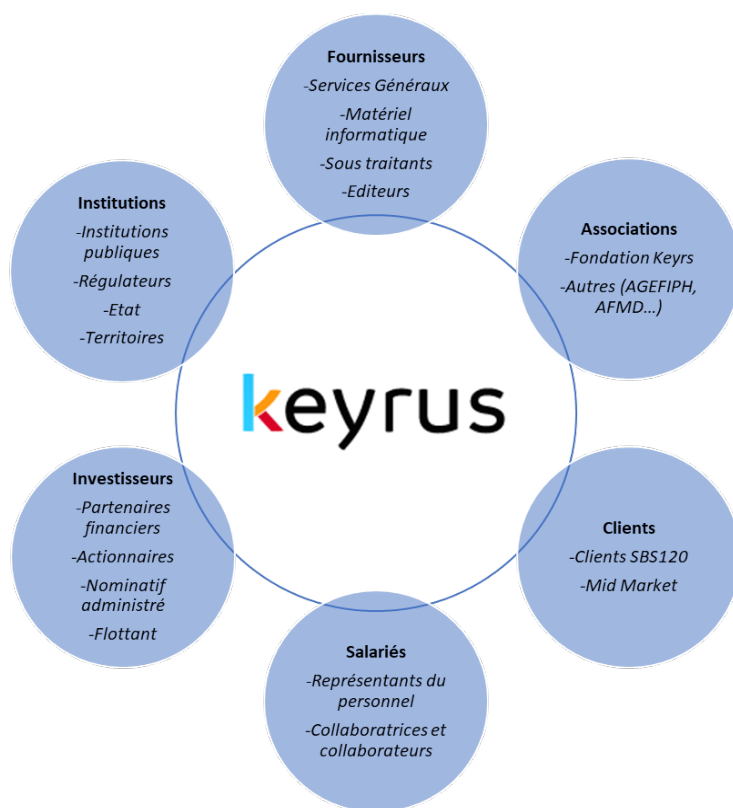 Fournisseurs
-Services Généraux
-Matériel
informatique
-Sous traitants
-Editeurs
Associations
-Fondation Keyrs
-Autres (AGEFIPH,
AFMD...)
Clients
-Clients SBS120
-Mid Market
Salariés
-Représentants du
personnel
-Collaboratrices et
collaborateurs
Investisseurs
-Partenaires
financiers
-Actionnaires
-Nominatif
administré
-Flottant
Institutions
-Institutions
publiques
-Régulateurs
-Etat
-Territoires
keyrus